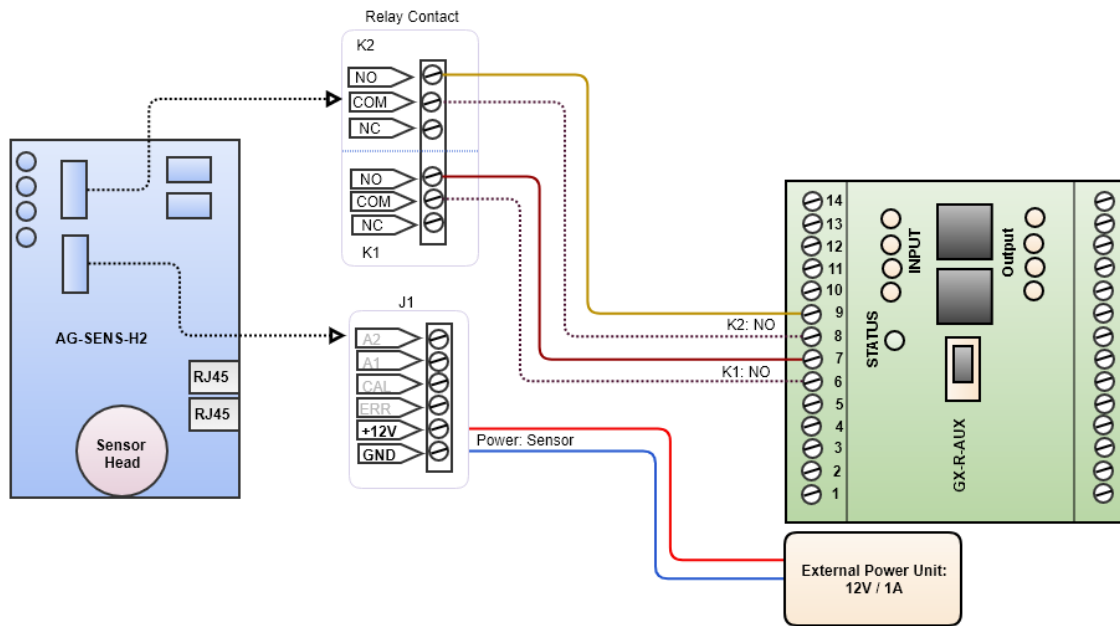 Relay Contact
K2
NO
COM
NC
NO
COM
NC
K1
AG-SENS-H2
RJ45
RJ45
Sensor
Head
J1
A2
A1
CAL
ERR
+12V
GND
Power: Sensor
K2: NO
K1: NO
14
13
12
11
10
9
8
7
6
5
4
3
2
1
INPUT
Output
STATUS
GX-R-AUX
External Power Unit:
12V / 1A